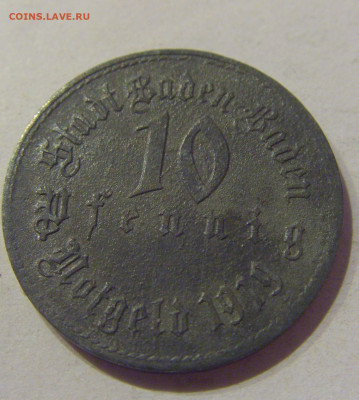 COINS.LAVE.RU
Stadt Baden-Baden
10
Pfennig
Notgeld 1919